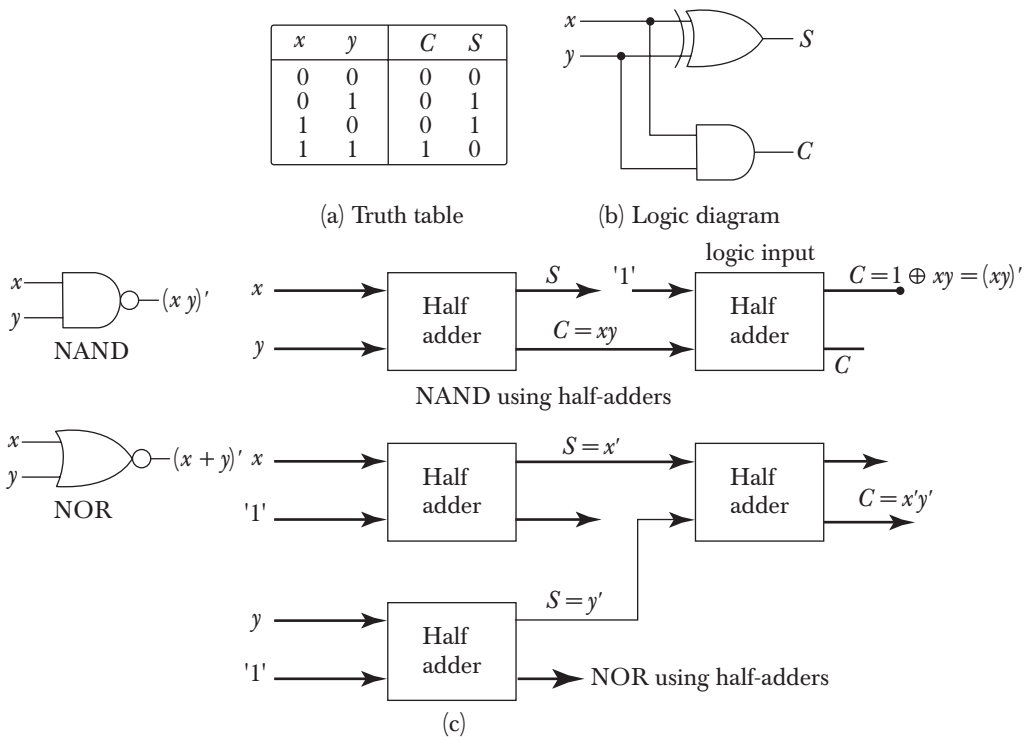 x y C S
0 0 0 0
0 1 0 1
1 0 0 1
1 1 1 0
(a) Truth table
x
y
S
C
(b) Logic diagram
x
y
(x y)′
NAND
x
y
Half
adder
S
C = xy
'1'
logic input
Half
adder
C = 1 ⊕ xy = (xy)′
C
NAND using half-adders
x
y
(x + y)′
NOR
x
'1'
Half
adder
S = x′
Half
adder
C = x′y′
y
'1'
Half
adder
S = y′
NOR using half-adders
(c)